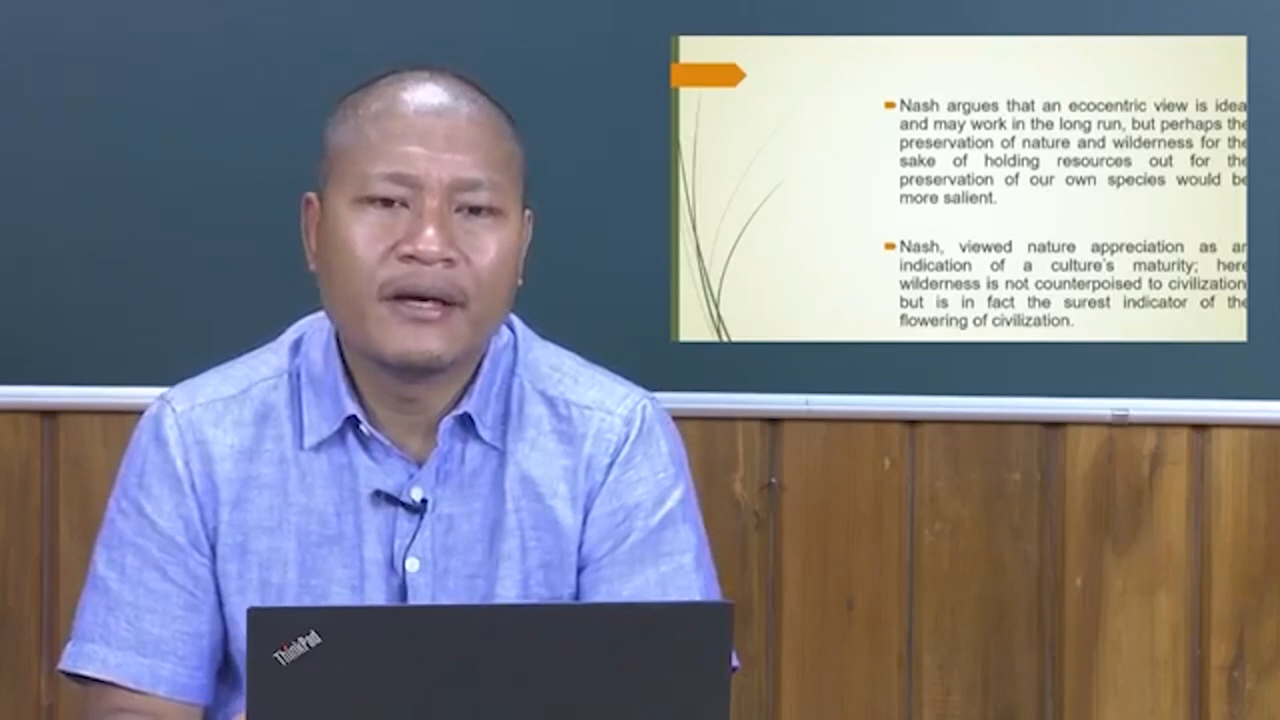 Nash argues that an ecocentric view is idea
and may work in the long run, but perhaps the
preservation of nature and wilderness for the
sake of holding resources out for the
preservation of our own species would be
more salient.
Nash, viewed nature appreciation as an
indication of a culture's maturity; here
wilderness is not counterpoised to civilization
but is in fact the surest indicator of the
flowering of civilization.
ThinkPad